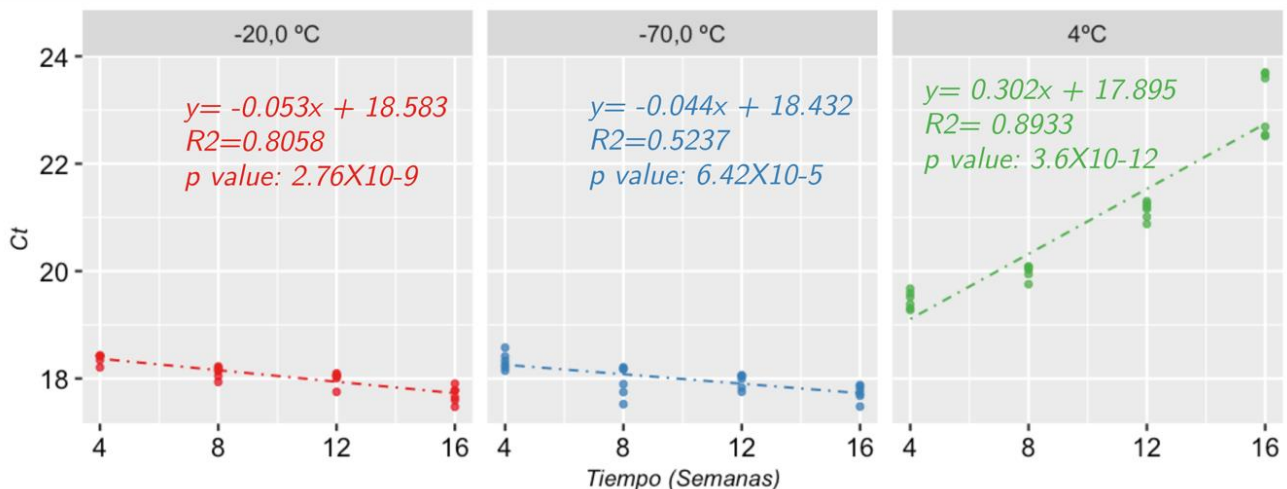 -20,0 ºC
-70,0 ºC
4ºC
24
22
20
18
Ct
y= -0.053x + 18.583
R2=0.8058
p value: 2.76X10-9
y= -0.044x + 18.432
R2=0.5237
p value: 6.42X10-5
y= 0.302x + 17.895
R2= 0.8933
p value: 3.6X10-12
4 8 12 16 4 8 12 16 4 8 12 16
Tiempo (Semanas)